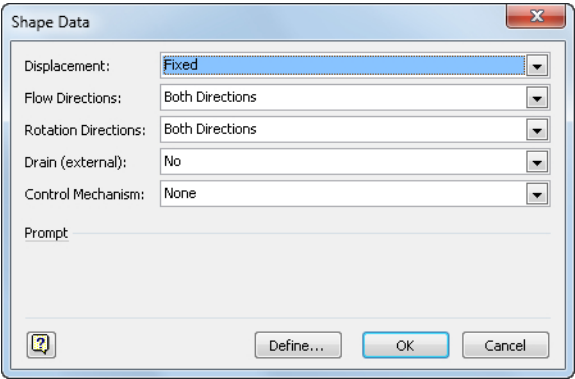 Shape Data
Displacement: Fixed
Flow Directions: Both Directions
Rotation Directions: Both Directions
Drain (external): No
Control Mechanism: None
Prompt
Define... OK Cancel